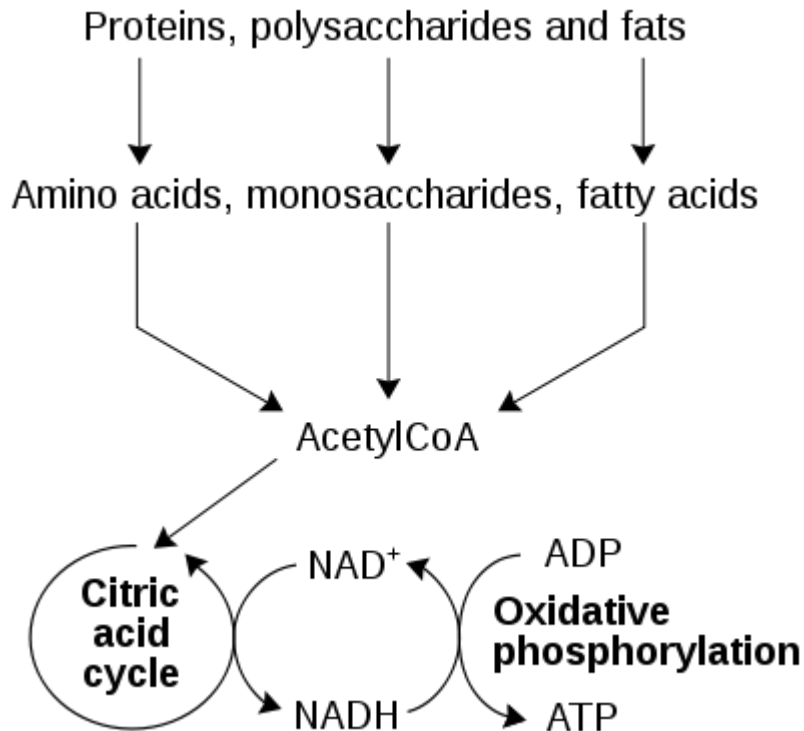 Proteins, polysaccharides and fats
Amino acids, monosaccharides, fatty acids
AcetylCoA
Citric
acid
cycle
NAD⁺
NADH
ADP
Oxidative
phosphorylation
ATP